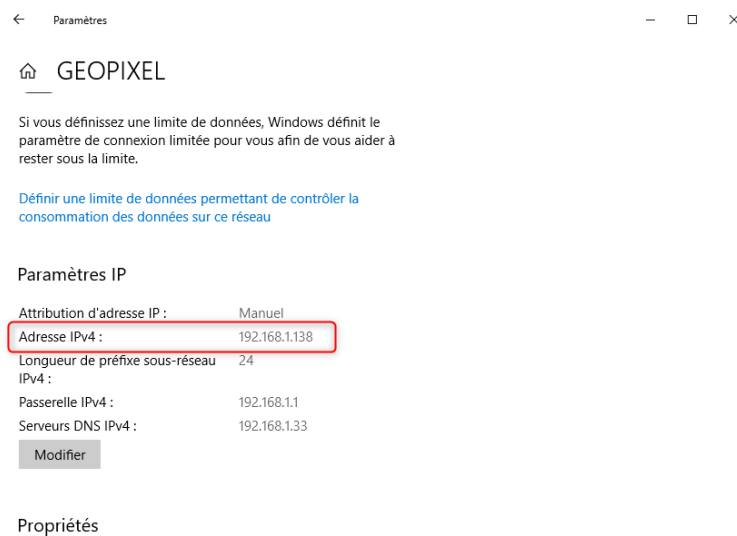 Paramètres
GEOPIXEL
Si vous définissez une limite de données, Windows définit le
paramètre de connexion limitée pour vous afin de vous aider à
rester sous la limite.
Définir une limite de données permettant de contrôler la
consommation des données sur ce réseau
Paramètres IP
Attribution d'adresse IP : Manuel
Adresse IPv4 : 192.168.1.138
Longueur de préfixe sous-réseau 24
IPv4 :
Passerelle IPv4 : 192.168.1.1
Serveurs DNS IPv4 : 192.168.1.33
Modifier
Propriétés